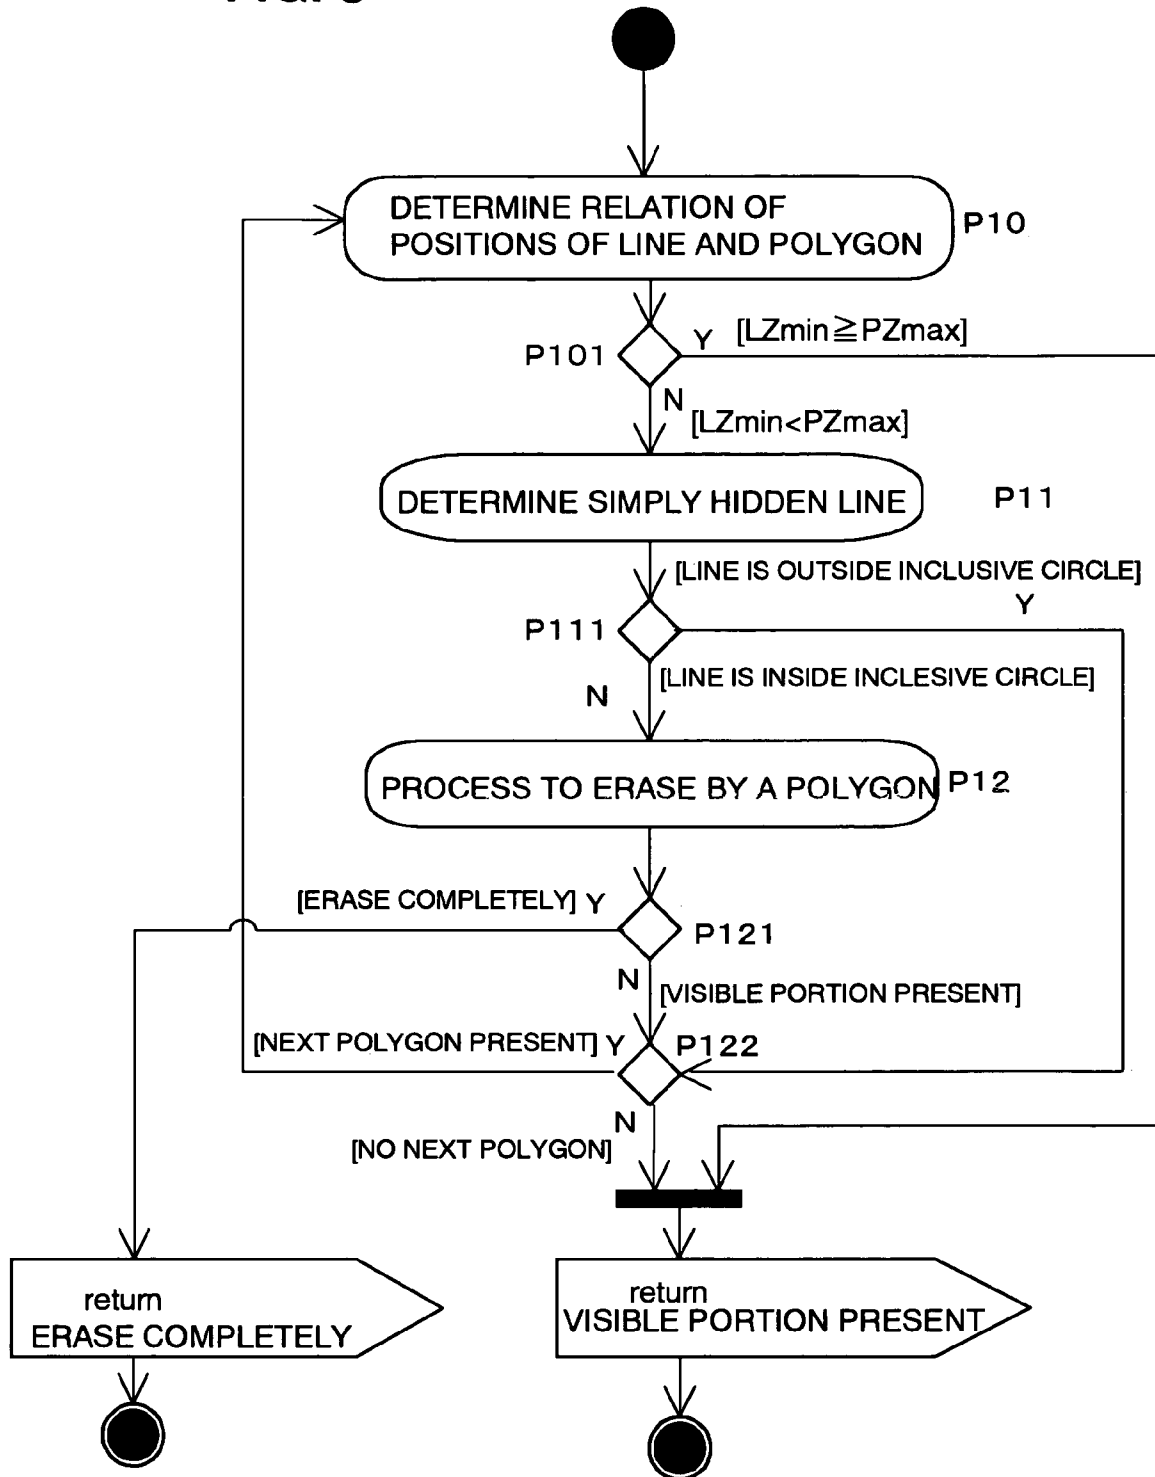 DETERMINE RELATION OF
POSITIONS OF LINE AND POLYGON
P10
P101
Y [LZmin≧PZmax]
N
[LZmin<PZmax]
DETERMINE SIMPLY HIDDEN LINE
P11
[LINE IS OUTSIDE INCLUSIVE CIRCLE]
Y
P111
[LINE IS INSIDE INCLESIVE CIRCLE]
N
PROCESS TO ERASE BY A POLYGON
P12
[ERASE COMPLETELY] Y
P121
N
[VISIBLE PORTION PRESENT]
[NEXT POLYGON PRESENT] Y
P122
N
[NO NEXT POLYGON]
return
ERASE COMPLETELY
return
VISIBLE PORTION PRESENT